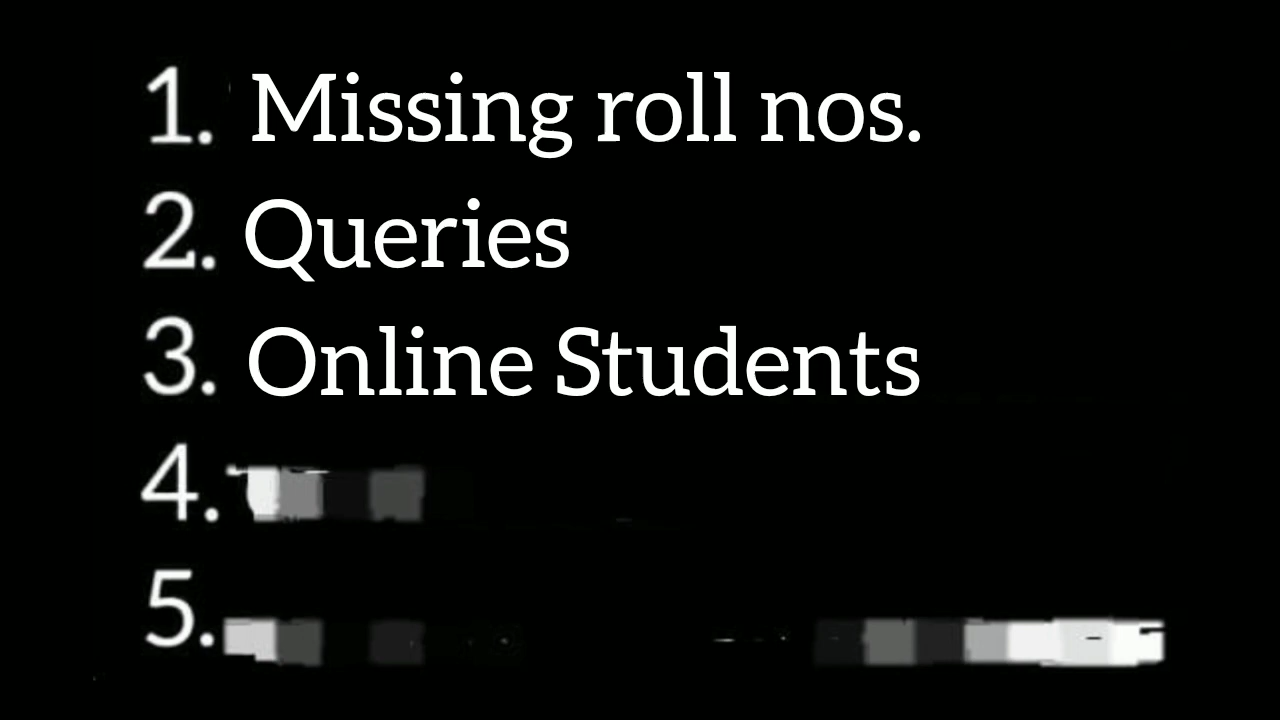 1. Missing roll nos.
2. Queries
3. Online Students
4.
5.